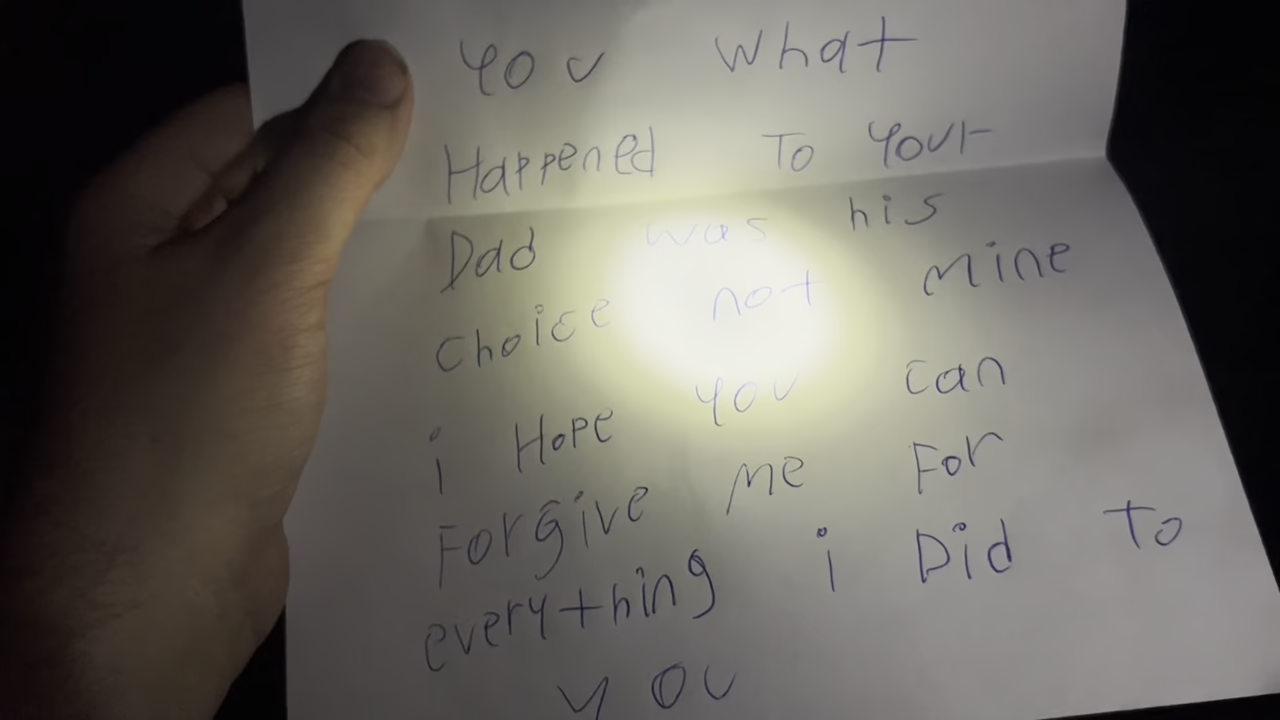 You what
Happened To Your
Dad was his
choice not mine
i Hope you can
Forgive me For
everything i Did To
you